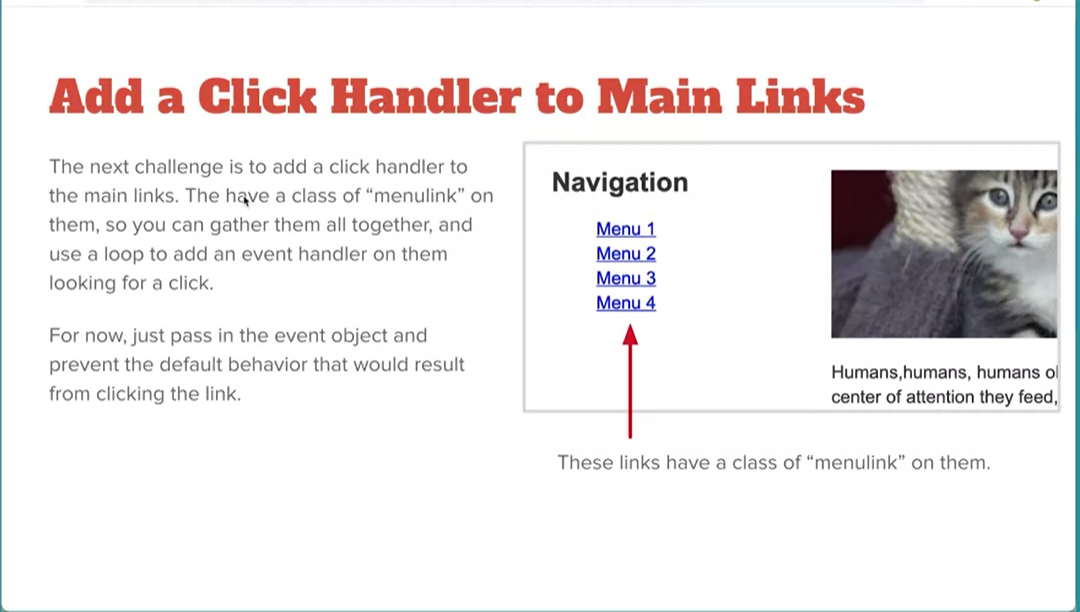 Add a Click Handler to Main Links
The next challenge is to add a click handler to
the main links. The have a class of “menulink” on
them, so you can gather them all together, and
use a loop to add an event handler on them
looking for a click.
For now, just pass in the event object and
prevent the default behavior that would result
from clicking the link.
Navigation
Menu 1
Menu 2
Menu 3
Menu 4
Humans,humans, humans
center of attention they feed,
These links have a class of “menulink” on them.